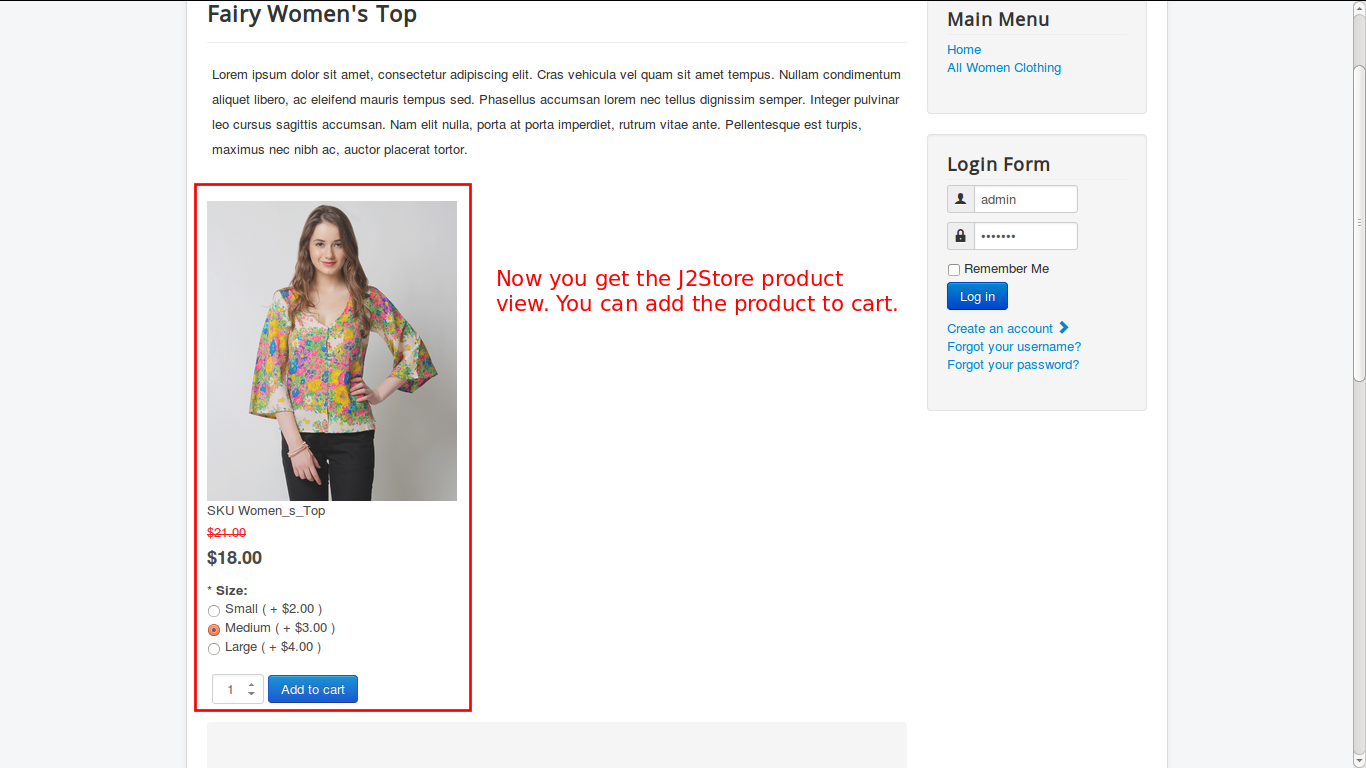 Fairy Women's Top
Lorem ipsum dolor sit amet, consectetur adipiscing elit. Cras vehicula vel quam sit amet tempus. Nullam condimentum
aliquet libero, ac eleifend mauris tempus sed. Phasellus accumsan lorem nec tellus dignissim semper. Integer pulvinar
leo cursus sagittis accumsan. Nam elit nulla, porta at porta imperdiet, rutrum vitae ante. Pellentesque est turpis,
maximus nec nibh ac, auctor placerat tortor.
Now you get the J2Store product
view. You can add the product to cart.
SKU Women_s_Top
$21.00
$18.00
* Size:
Small ( + $2.00 )
Medium ( + $3.00 )
Large ( + $4.00 )
1 Add to cart
Main Menu
Home
All Women Clothing
Login Form
admin
•••••••
Remember Me
Log in
Create an account
Forgot your username?
Forgot your password?